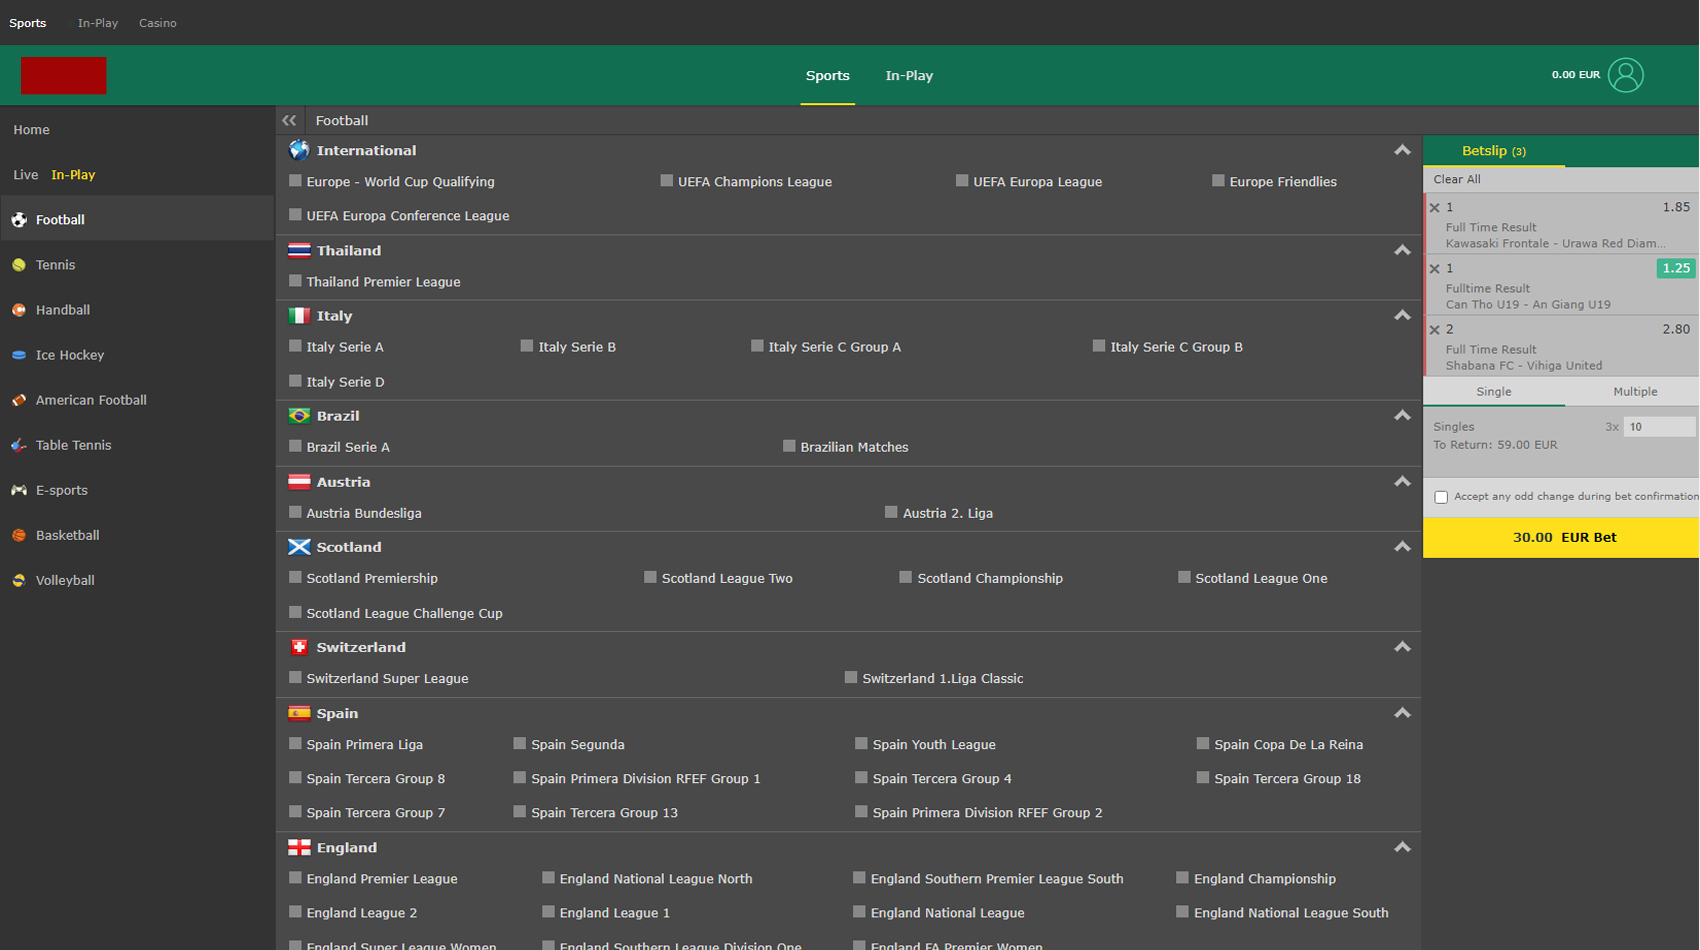 Sports In-Play Casino
Sports In-Play
0.00 EUR
Home
Live In-Play
Football
Tennis
Handball
Ice Hockey
American Football
Table Tennis
E-sports
Basketball
Volleyball
Football
International
Europe - World Cup Qualifying UEFA Champions League UEFA Europa League Europe Friendlies
UEFA Europa Conference League
Thailand
Thailand Premier League
Italy
Italy Serie A Italy Serie B Italy Serie C Group A Italy Serie C Group B
Italy Serie D
Brazil
Brazil Serie A Brazilian Matches
Austria
Austria Bundesliga Austria 2. Liga
Scotland
Scotland Premiership Scotland League Two Scotland Championship Scotland League One
Scotland League Challenge Cup
Switzerland
Switzerland Super League Switzerland 1.Liga Classic
Spain
Spain Primera Liga Spain Segunda Spain Youth League Spain Copa De La Reina
Spain Tercera Group 8 Spain Primera Division RFEF Group 1 Spain Tercera Group 4 Spain Tercera Group 18
Spain Tercera Group 7 Spain Tercera Group 13 Spain Primera Division RFEF Group 2
England
England Premier League England National League North England Southern Premier League South England Championship
England League 2 England League 1 England National League England National League South
England Super League Women England Southern League Division One England FA Premier Women
Betslip (3)
Clear All
1 1.85
Full Time Result
Kawasaki Frontale - Urawa Red Diam...
1 1.25
Fulltime Result
Can Tho U19 - An Giang U19
2 2.80
Full Time Result
Shabana FC - Vihiga United
Single Multiple
Singles 3x 10
To Return: 59.00 EUR
Accept any odd change during bet confirmation
30.00 EUR Bet